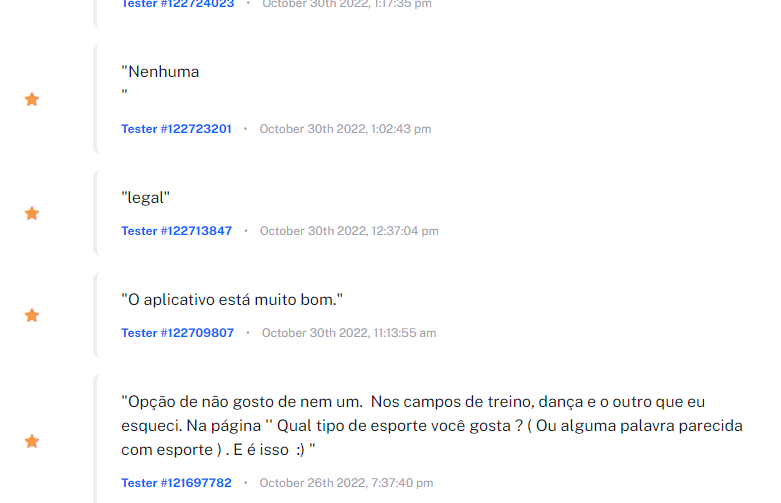 Tester #122724023 • October 30th 2022, 1:17:35 pm
"Nenhuma
"
Tester #122723201 • October 30th 2022, 1:02:43 pm
"legal"
Tester #122713847 • October 30th 2022, 12:37:04 pm
"O aplicativo está muito bom."
Tester #122709807 • October 30th 2022, 11:13:55 am
"Opção de não gosto de nem um.  Nos campos de treino, dança e o outro que eu
esqueci. Na página '' Qual tipo de esporte você gosta ? ( Ou alguma palavra parecida
com esporte ) . E é isso  :) "
Tester #121697782 • October 26th 2022, 7:37:40 pm